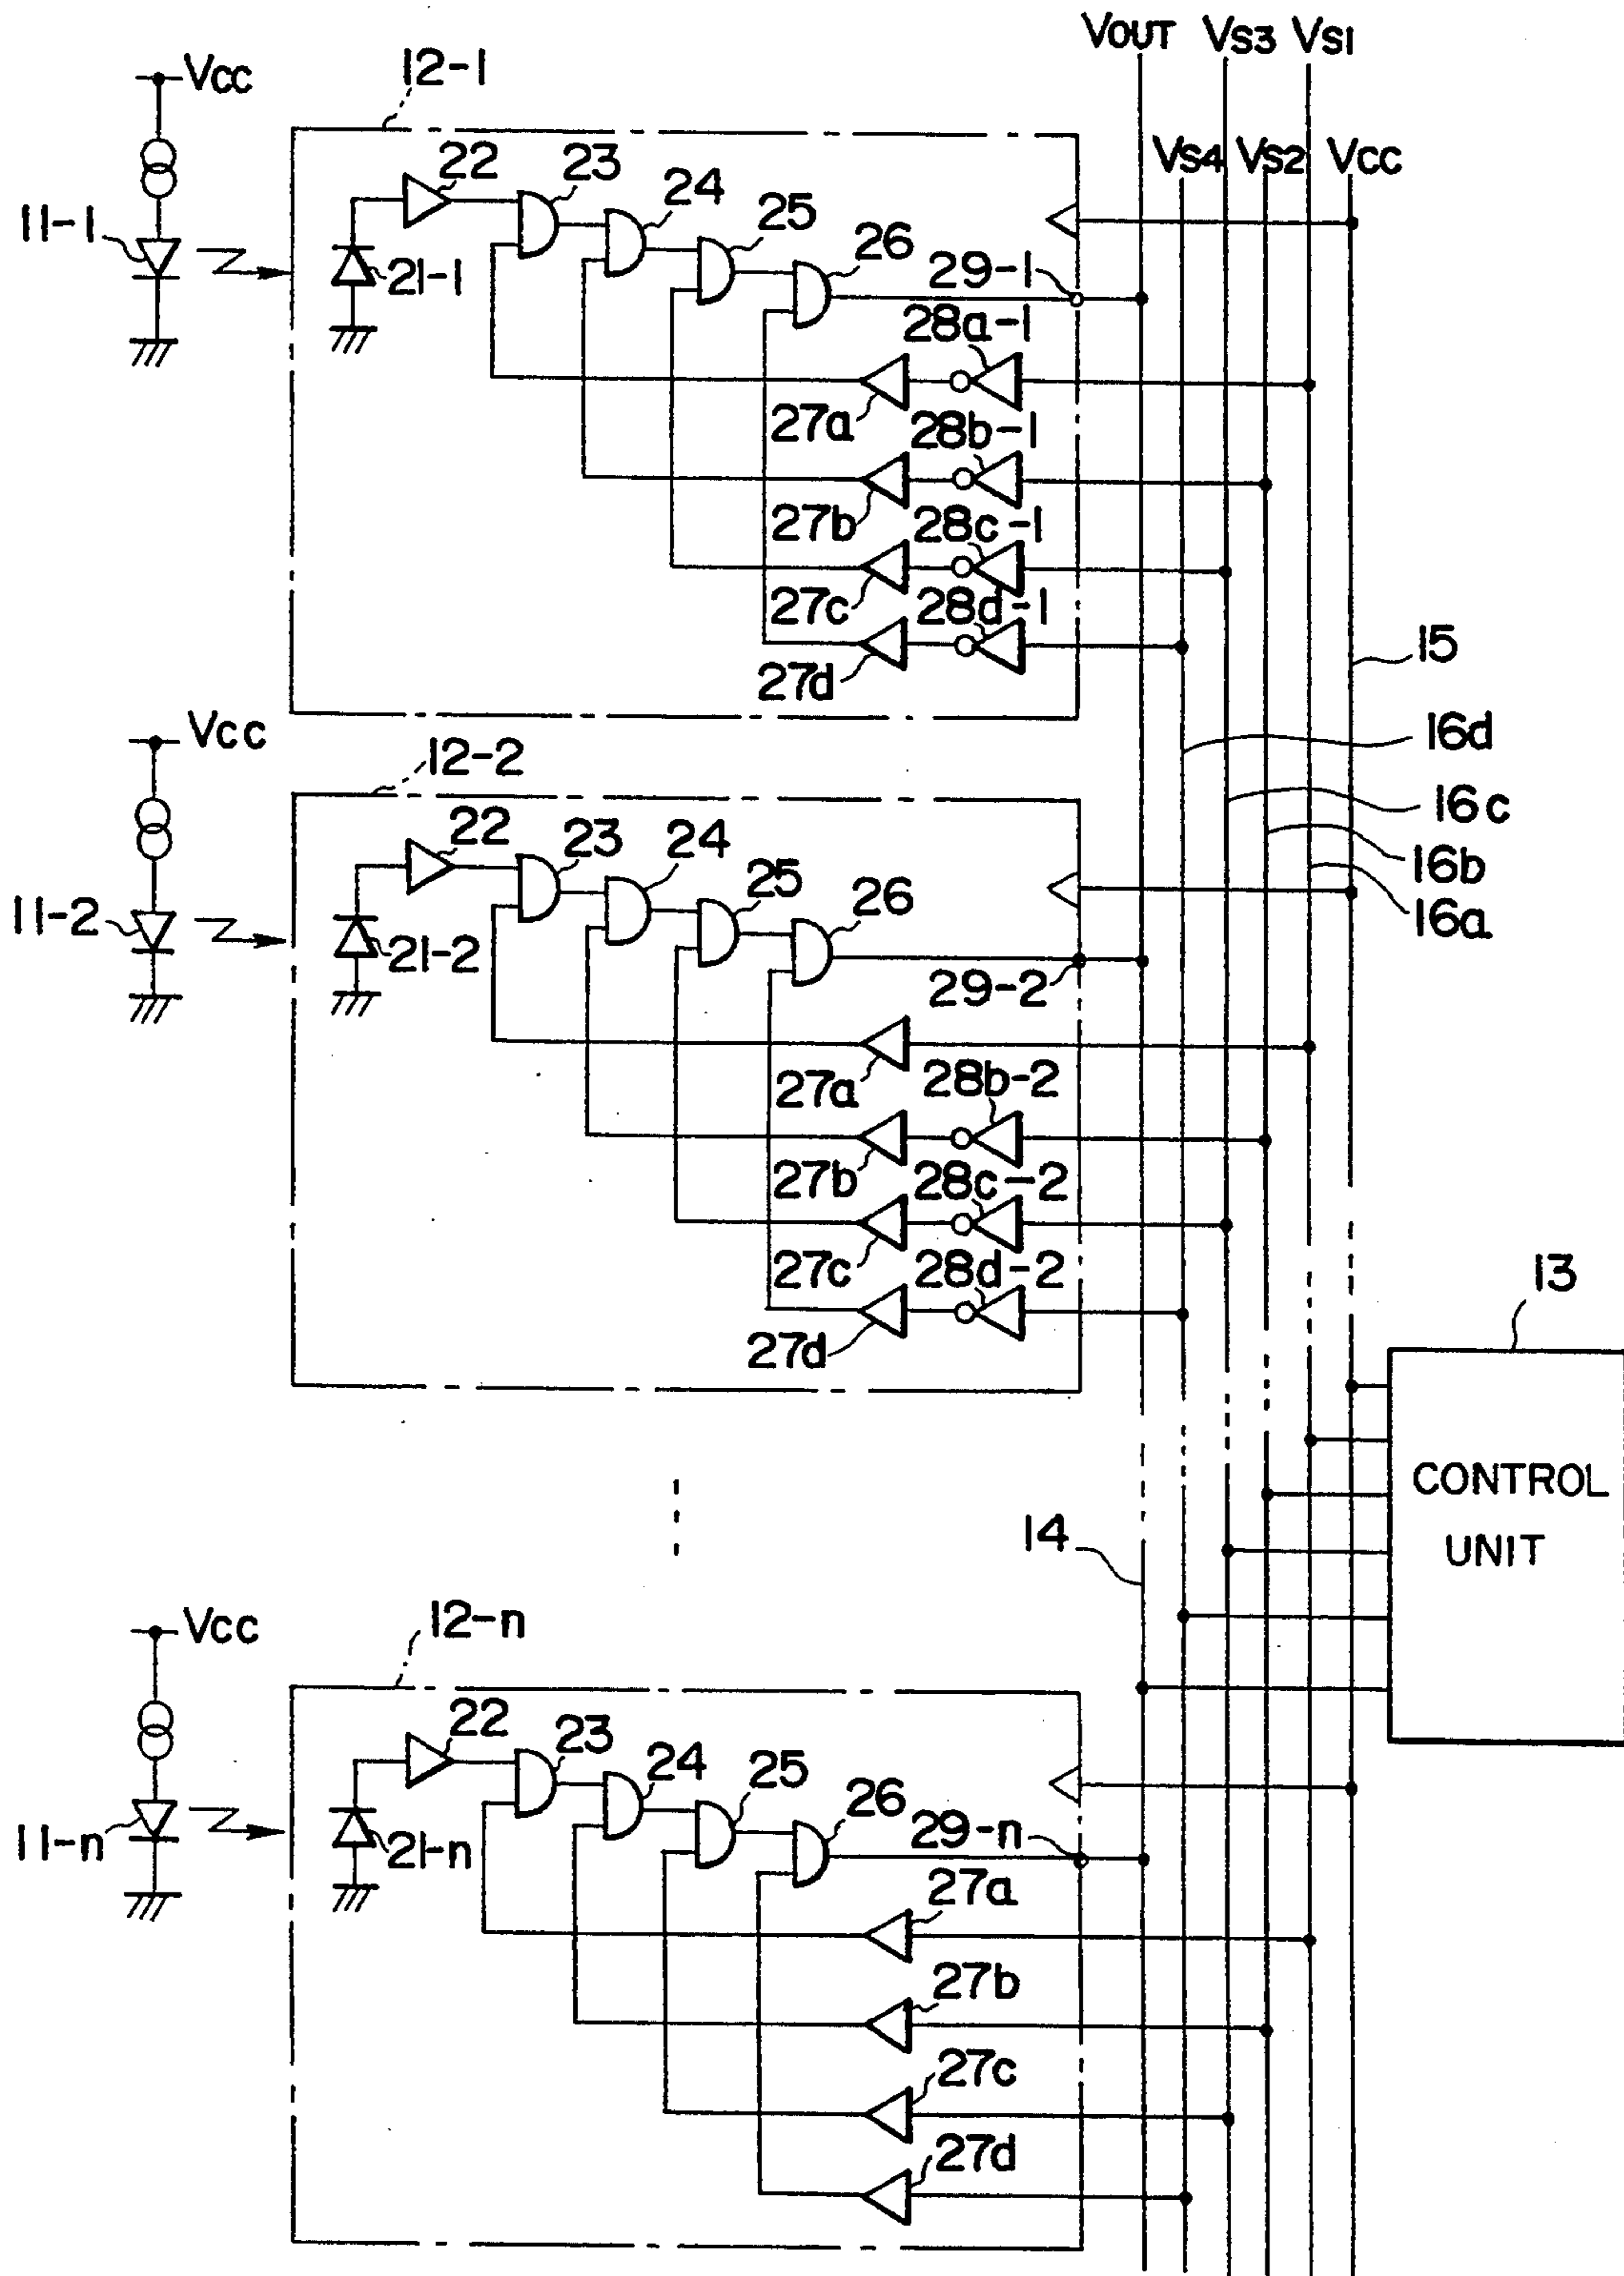 VOUT VS3 VS1
VS4 VS2 VCC
VCC
12-1
11-1
22
23
24
25
26
21-1
29-1
28a-1
27a
28b-1
27b
28c-1
27c
28d-1
27d
15
16d
16c
16b
16a
VCC
12-2
11-2
22
23
24
25
26
21-2
29-2
27a
28b-2
27b
28c-2
27c
28d-2
27d
13
CONTROL
UNIT
14
VCC
12-n
11-n
22
23
24
25
26
21-n
29-n
27a
27b
27c
27d